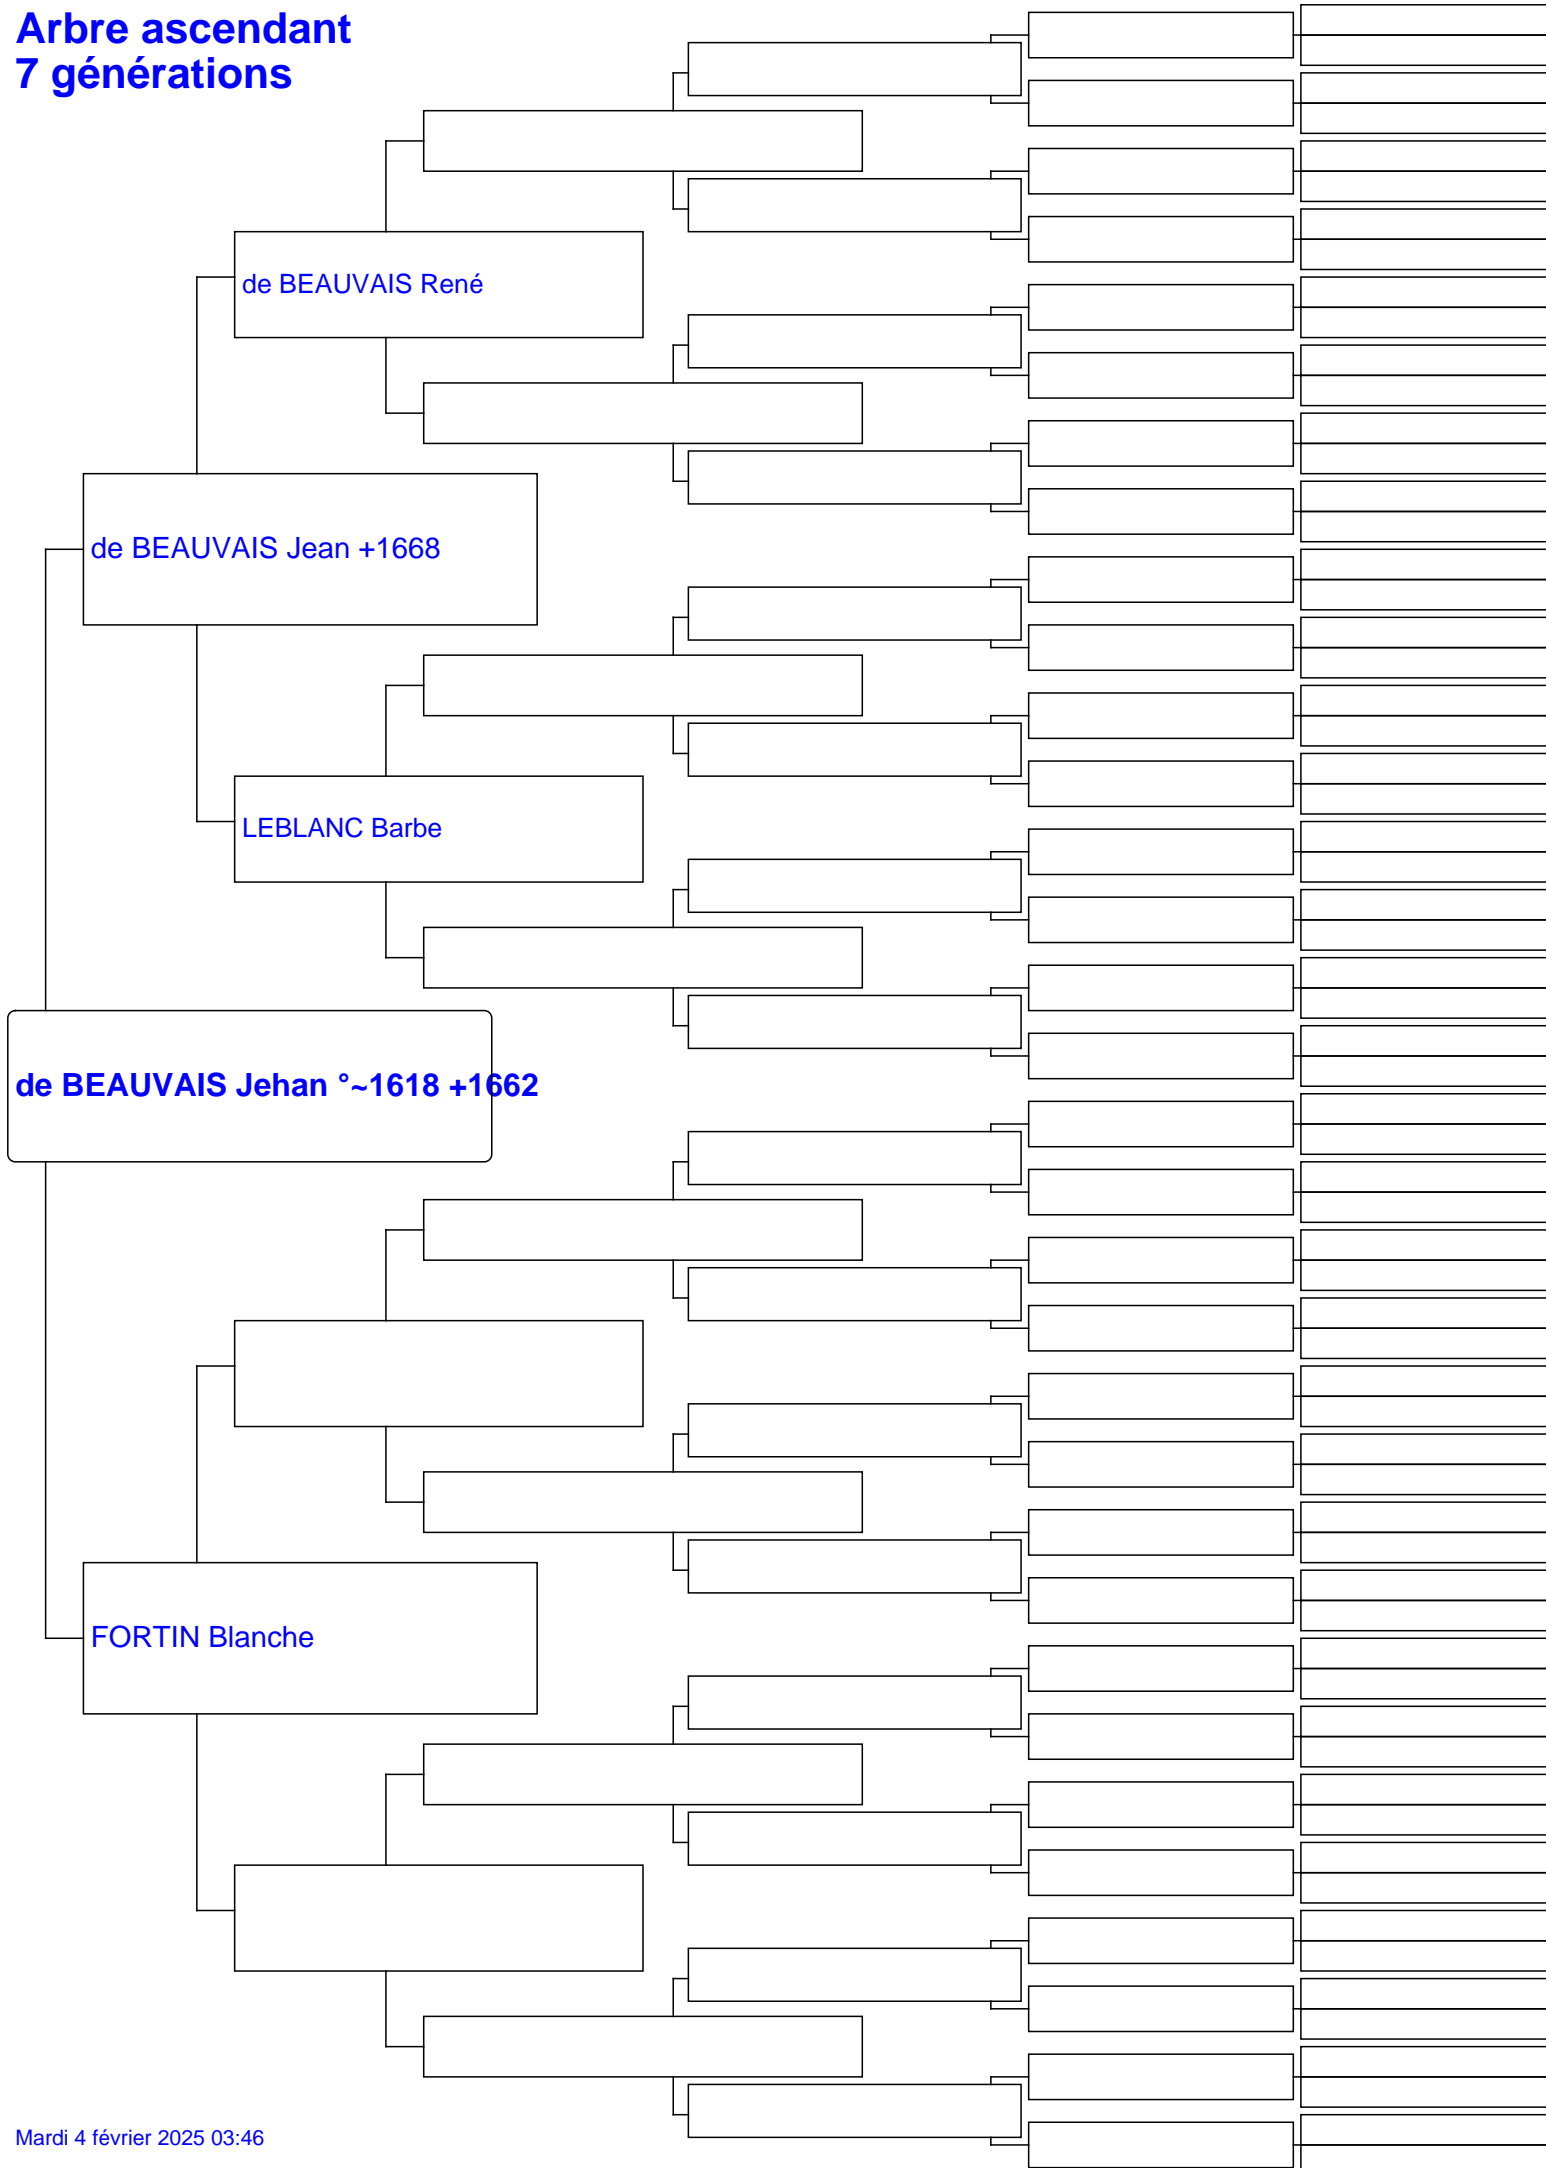 Arbre ascendant
7 générations
de BEAUVAIS René
de BEAUVAIS Jean +1668
LEBLANC Barbe
de BEAUVAIS Jehan °~1618 +1662
FORTIN Blanche
Mardi 4 février 2025 03:46